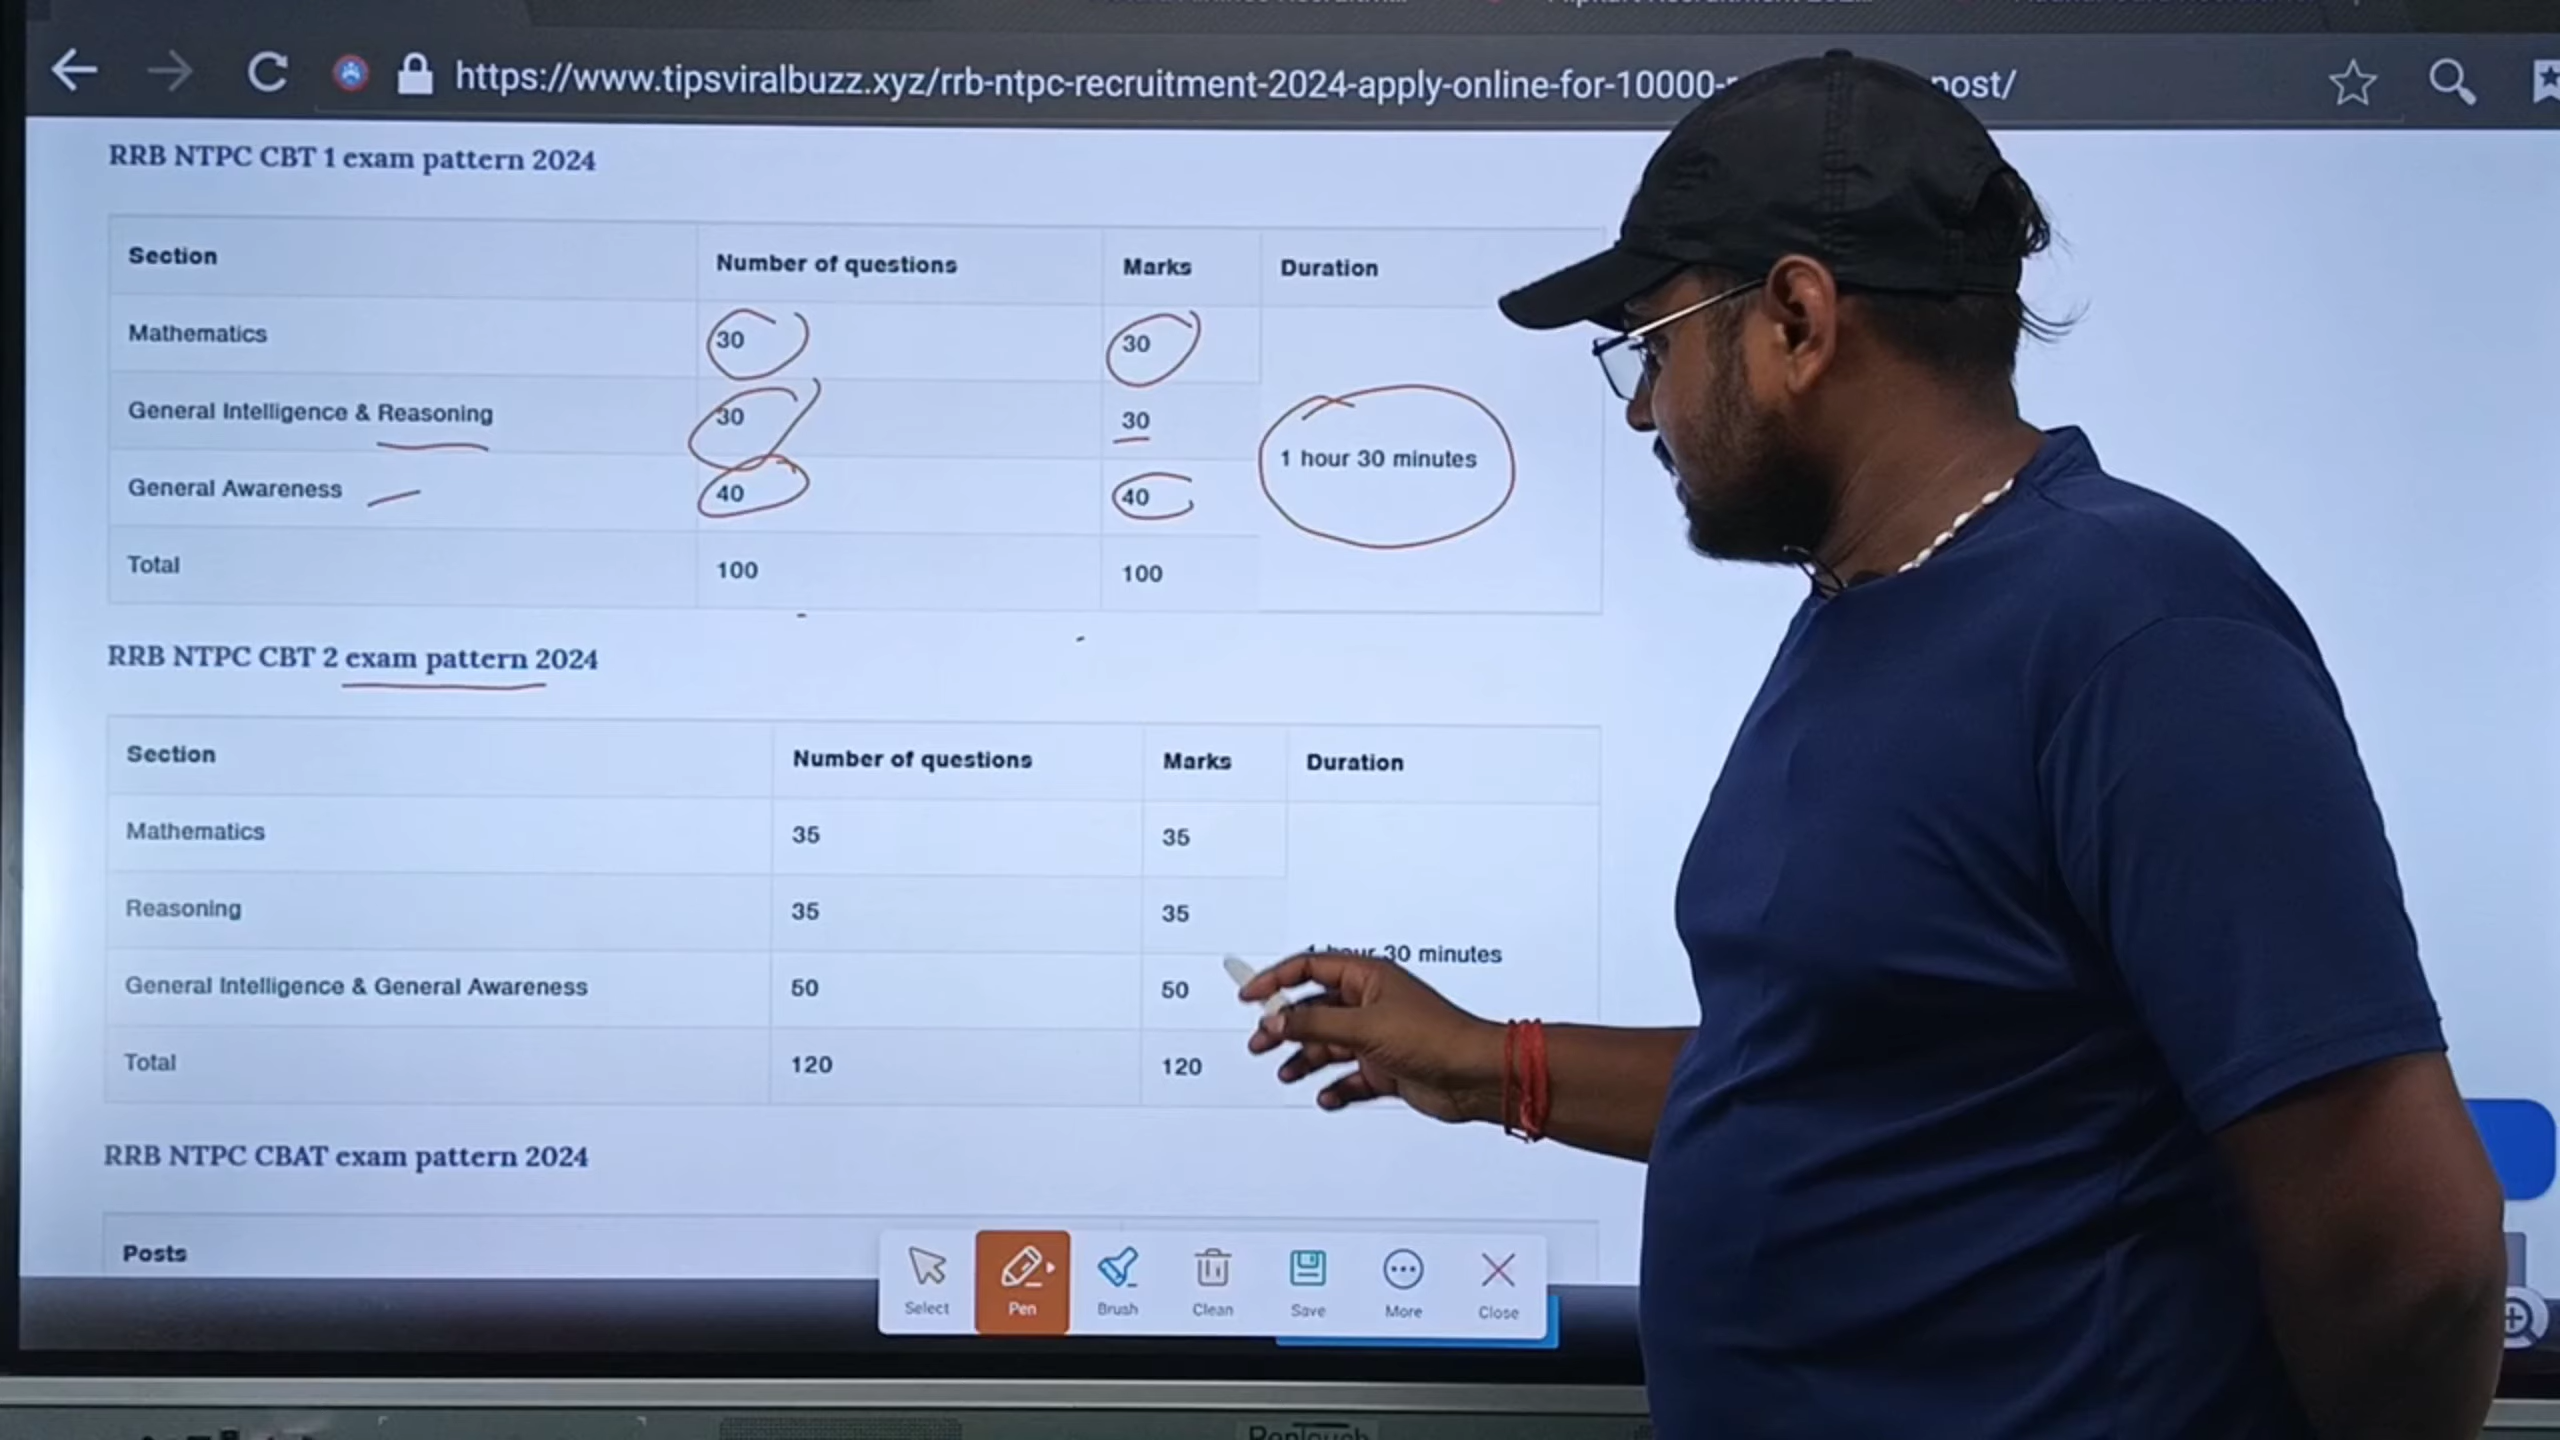 https://www.tipsviralbuzz.xyz/rrb-ntpc-recruitment-2024-apply-online-for-10000- post/
RRB NTPC CBT 1 exam pattern 2024
Section Number of questions Marks Duration
Mathematics 30 30
General Intelligence & Reasoning 30 30
1 hour 30 minutes
General Awareness 40 40
Total 100 100
RRB NTPC CBT 2 exam pattern 2024
Section Number of questions Marks Duration
Mathematics 35 35
Reasoning 35 35
1 hour 30 minutes
General Intelligence & General Awareness 50 50
Total 120 120
RRB NTPC CBAT exam pattern 2024
Posts
Select Pen Brush Clean Save More Close